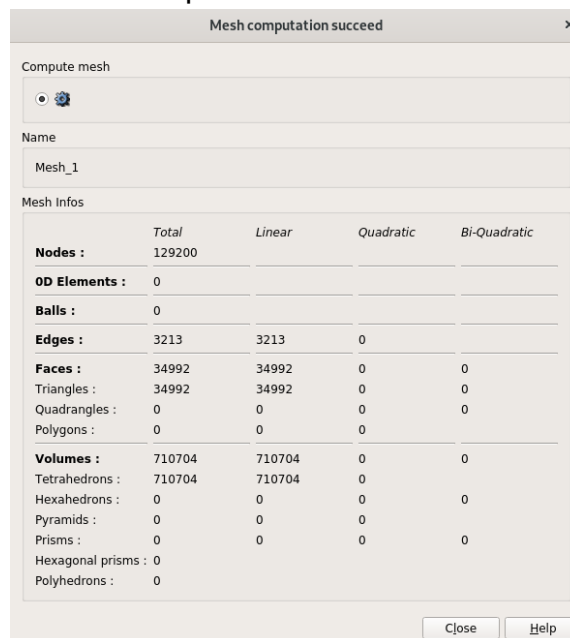 Mesh computation succeed ×
Compute mesh
Name
Mesh_1
Mesh Infos
Total Linear Quadratic Bi-Quadratic
Nodes : 129200
0D Elements : 0
Balls : 0
Edges : 3213 3213 0
Faces : 34992 34992 0 0
Triangles : 34992 34992 0 0
Quadrangles : 0 0 0 0
Polygons : 0 0 0
Volumes : 710704 710704 0 0
Tetrahedrons : 710704 710704 0
Hexahedrons : 0 0 0 0
Pyramids : 0 0 0
Prisms : 0 0 0 0
Hexagonal prisms : 0
Polyhedrons : 0
Close Help